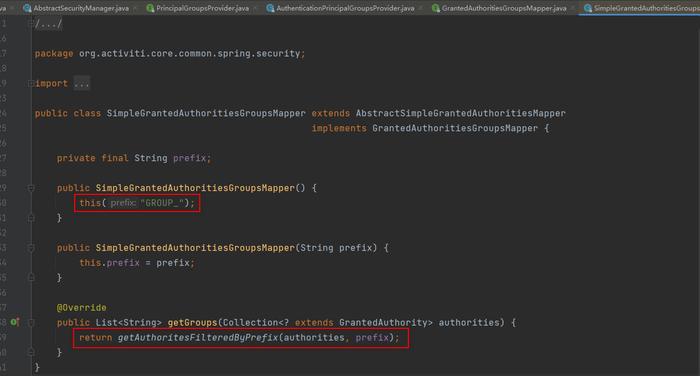 va AbstractSecurityManager.java × PrincipalGroupsProvider.java × AuthenticationPrincipalGroupsProvider.java × GrantedAuthoritiesGroupsMapper.java × SimpleGrantedAuthoritiesGroups
1 /.../
16
17 package org.activiti.core.common.spring.security;
18
19 import ...
23
24 public class SimpleGrantedAuthoritiesGroupsMapper extends AbstractSimpleGrantedAuthoritiesMapper
25 implements GrantedAuthoritiesGroupsMapper {
26
27 private final String prefix;
28
29 public SimpleGrantedAuthoritiesGroupsMapper() {
30 this( prefix: "GROUP_");
31 }
32
33 public SimpleGrantedAuthoritiesGroupsMapper(String prefix) {
34 this.prefix = prefix;
35 }
36
37 @Override
38 public List<String> getGroups(Collection<? extends GrantedAuthority> authorities) {
39 return getAuthoritesFilteredByPrefix(authorities, prefix);
40 }
41 }